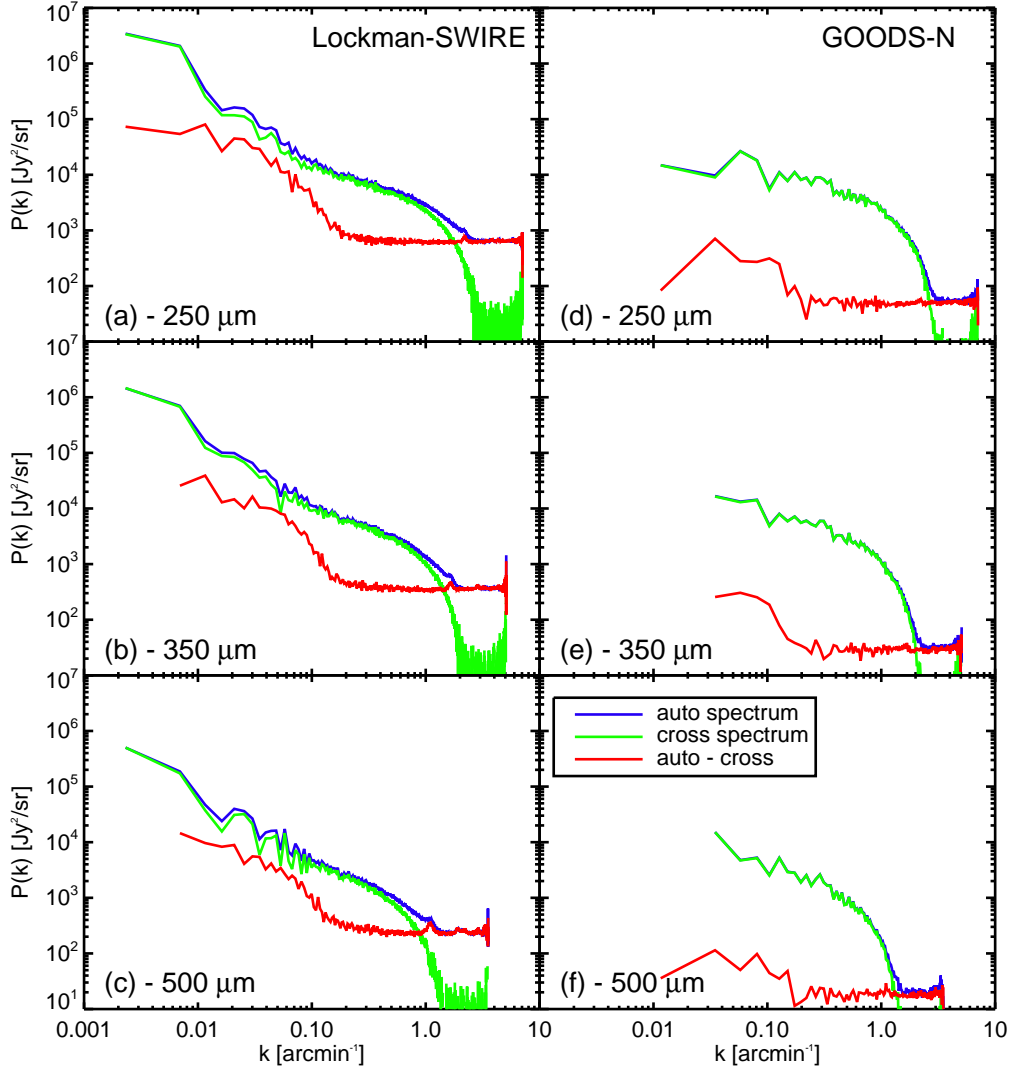 Lockman-SWIRE
GOODS-N
10⁷
10⁶
10⁵
10⁴
10³
10²
P(k) [Jy²/sr]
(a) - 250 μm
(d) - 250 μm
10⁷
10⁶
10⁵
10⁴
10³
10²
P(k) [Jy²/sr]
(b) - 350 μm
(e) - 350 μm
10⁷
10⁶
10⁵
10⁴
10³
10²
10¹
P(k) [Jy²/sr]
auto spectrum
cross spectrum
auto - cross
(c) - 500 μm
(f) - 500 μm
0.001 0.01 0.10 1.0 10
0.01 0.10 1.0 10
k [arcmin⁻¹]
k [arcmin⁻¹]